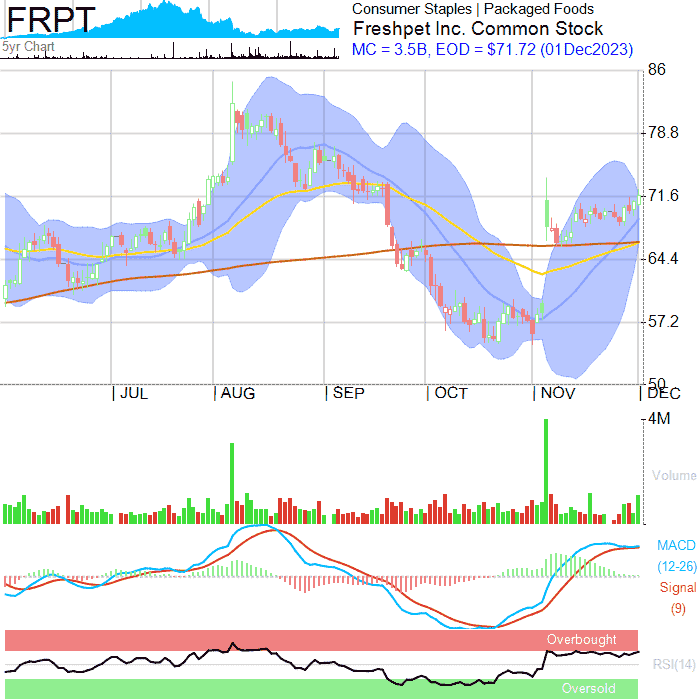 FRPT
5yr Chart
Consumer Staples | Packaged Foods
Freshpet Inc. Common Stock
MC = 3.5B, EOD = $71.72 (01Dec2023)
86
78.8
71.6
64.4
57.2
50
JUL AUG SEP OCT NOV DEC
4M
Volume
MACD
(12-26)
Signal
(9)
Overbought
RSI(14)
Oversold